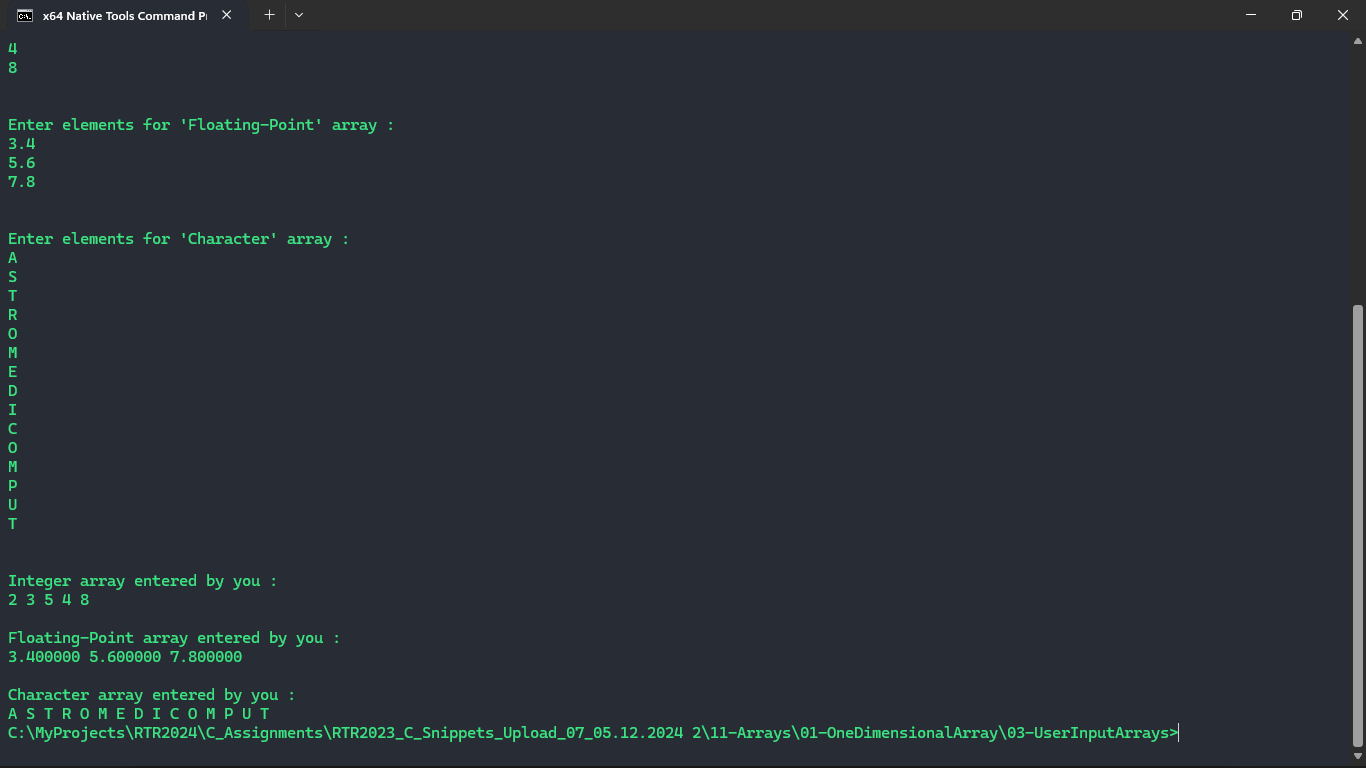 x64 Native Tools Command P
4
8
Enter elements for 'Floating-Point' array :
3.4
5.6
7.8
Enter elements for 'Character' array :
A
S
T
R
O
M
E
D
I
C
O
M
P
U
T
Integer array entered by you :
2 3 5 4 8
Floating-Point array entered by you :
3.400000 5.600000 7.800000
Character array entered by you :
A S T R O M E D I C O M P U T
C:\MyProjects\RTR2024\C_Assignments\RTR2023_C_Snippets_Upload_07_05.12.2024 2\11-Arrays\01-OneDimensionalArray\03-UserInputArrays>